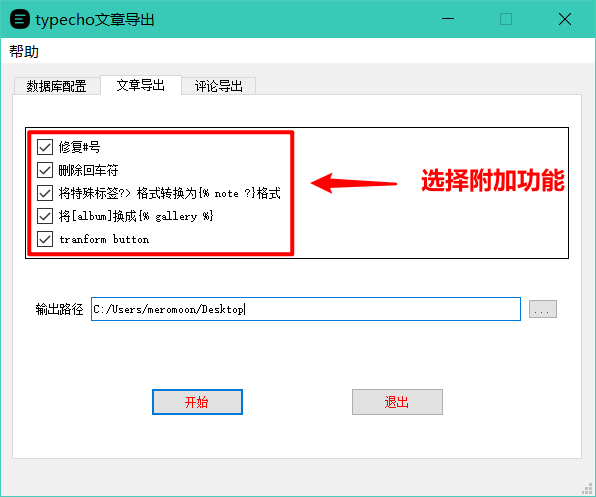 typecho文章导出
帮助
数据库配置 文章导出 评论导出
修复#号
删除回车符
将特殊标签?> 格式转换为{% note ?}格式
将[album]换成{% gallery %}
tranform button
选择附加功能
输出路径 C:/Users/meromoon/Desktop ...
开始 退出